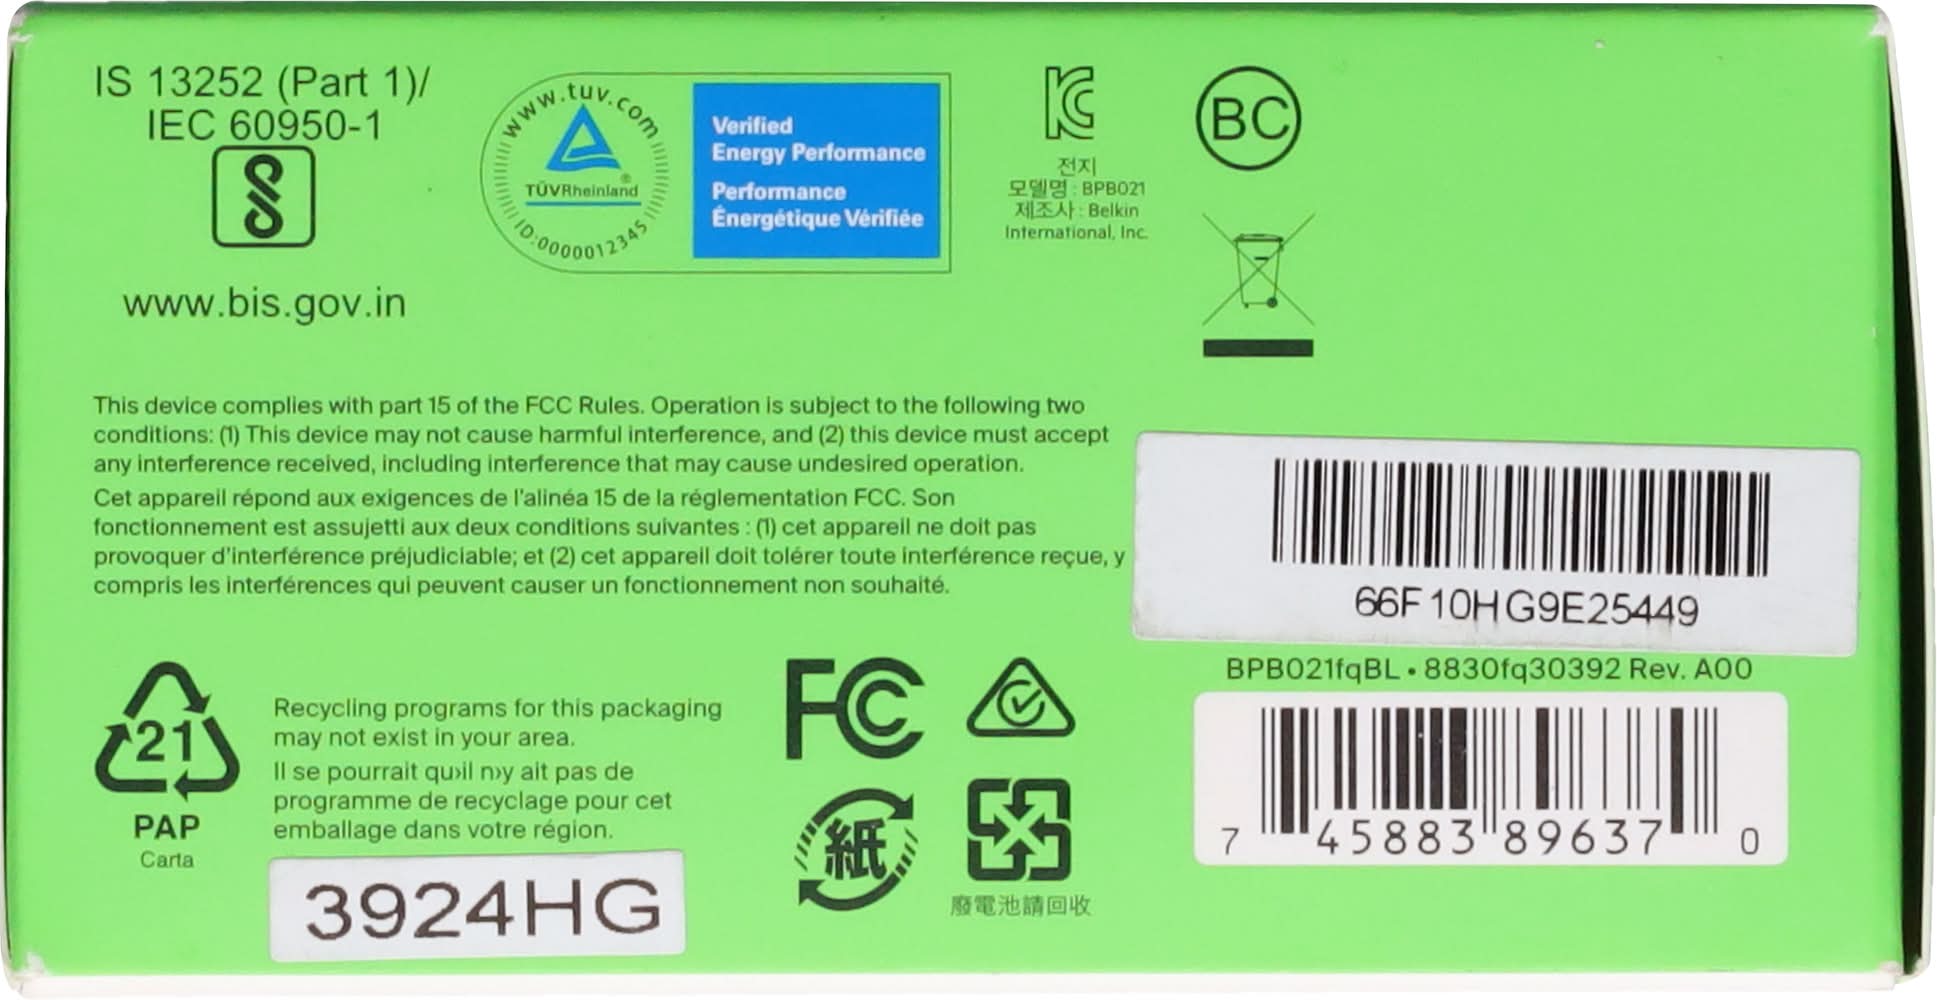 IS 13252 (Part 1)/
IEC 60950-1
www.bis.gov.in
www.tuv.com
TÜVRheinland®
ID:0000012345
Verified
Energy Performance
Performance
Énergétique Vérifiée
전지
모델명 : BPB021
제조사 : Belkin
International, Inc.
BC
This device complies with part 15 of the FCC Rules. Operation is subject to the following two
conditions: (1) This device may not cause harmful interference, and (2) this device must accept
any interference received, including interference that may cause undesired operation.
Cet appareil répond aux exigences de l'alinéa 15 de la réglementation FCC. Son
fonctionnement est assujetti aux deux conditions suivantes : (1) cet appareil ne doit pas
provoquer d'interférence préjudiciable; et (2) cet appareil doit tolérer toute interférence reçue, y
compris les interférences qui peuvent causer un fonctionnement non souhaité.
66F10HG9E25449
BPB021fqBL • 8830fq30392 Rev. A00
7 45883 89637 0
21
PAP
Carta
Recycling programs for this packaging
may not exist in your area.
Il se pourrait qu›il n›y ait pas de
programme de recyclage pour cet
emballage dans votre région.
3924HG
FC
紙
廢電池請回收